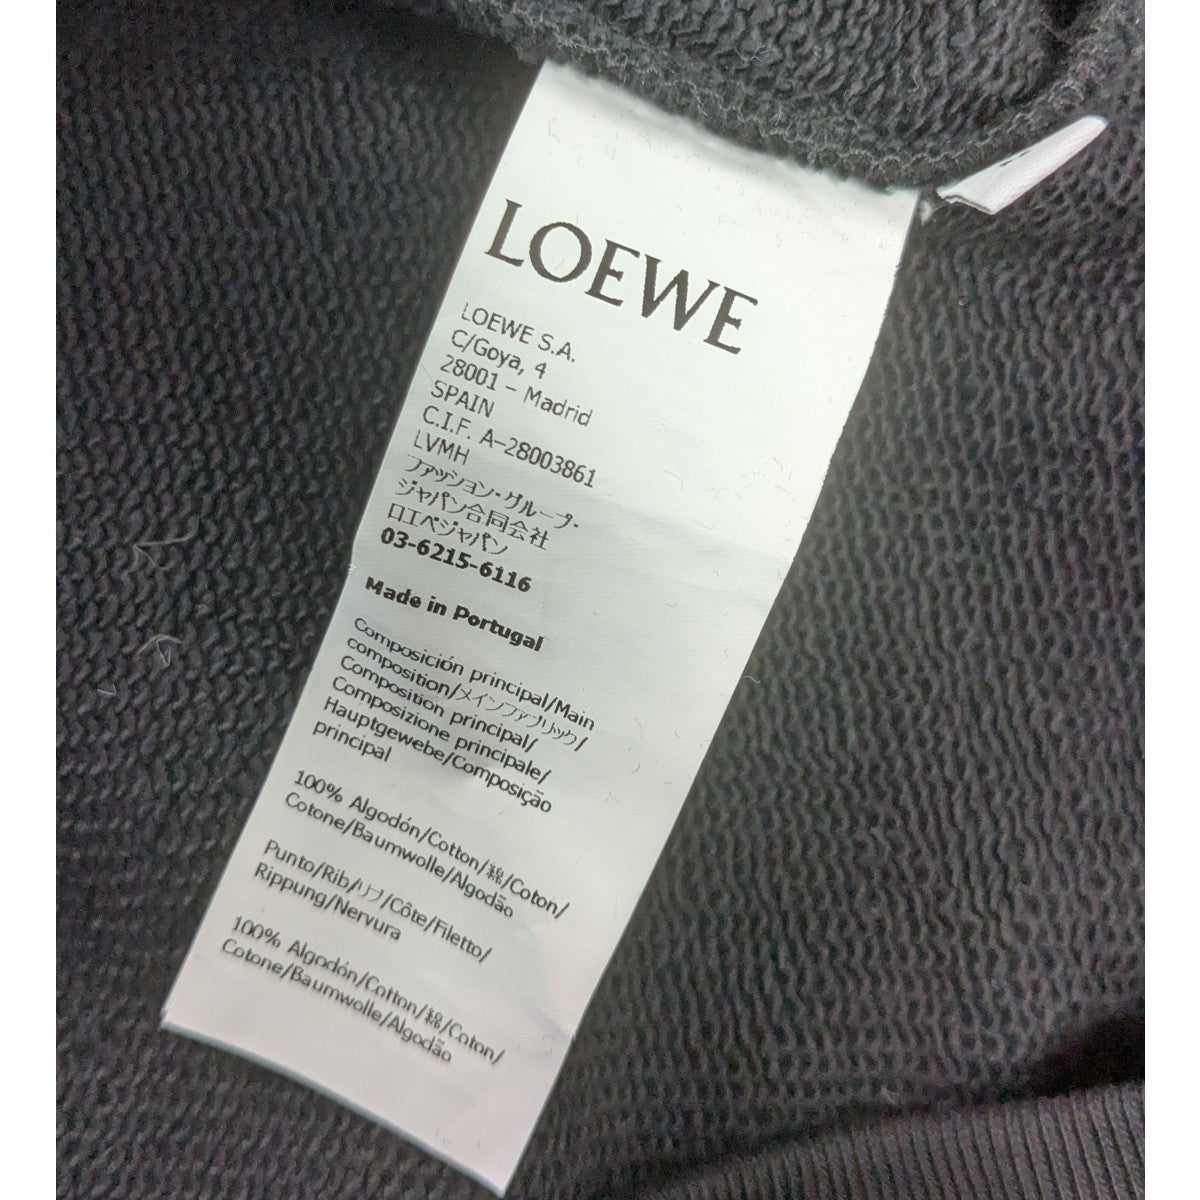 LOEWE
LOEWE S.A.
C/Goya, 4
28001 – Madrid
SPAIN
C.I.F. A-28003861
LVMH
ファッション・グループ・
ジャパン合同会社
ロエベジャパン
03-6215-6116
Made in Portugal
Composición principal/Main
composition/メインファブリック/
Composition principal/
Composizione principale/
Hauptgewebe/Composição
principal
100% Algodón/Cotton/綿/Coton/
Cotone/Baumwolle/Algodão
Punto/Rib/リブ/Côte/Filetto/
Rippung/Nervura
100% Algodón/Cotton/綿/Coton/
Cotone/Baumwolle/Algodão